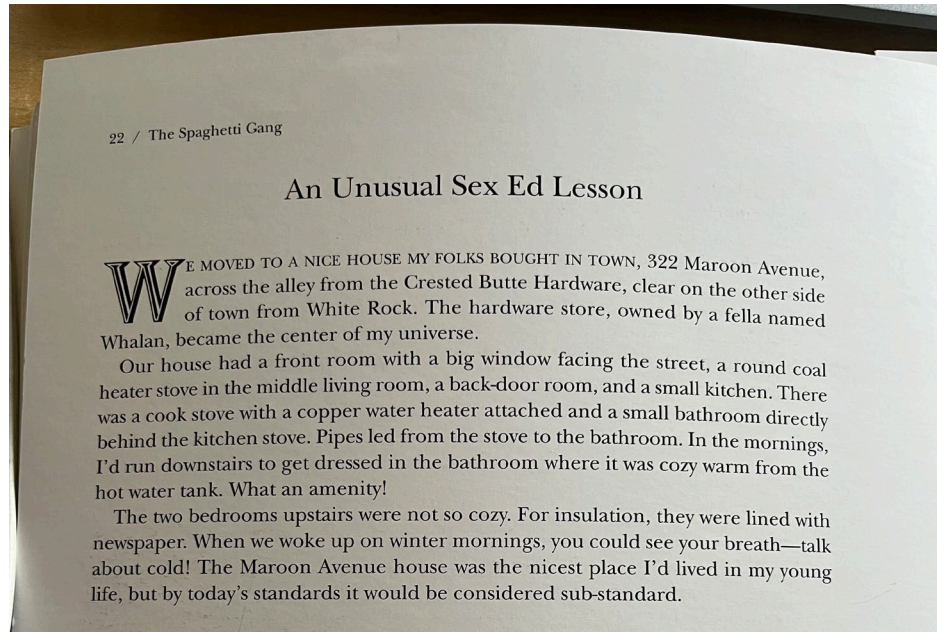 22 / The Spaghetti Gang
An Unusual Sex Ed Lesson
WE MOVED TO A NICE HOUSE MY FOLKS BOUGHT IN TOWN, 322 Maroon Avenue,
across the alley from the Crested Butte Hardware, clear on the other side
of town from White Rock. The hardware store, owned by a fella named
Whalan, became the center of my universe.
Our house had a front room with a big window facing the street, a round coal
heater stove in the middle living room, a back-door room, and a small kitchen. There
was a cook stove with a copper water heater attached and a small bathroom directly
behind the kitchen stove. Pipes led from the stove to the bathroom. In the mornings,
I'd run downstairs to get dressed in the bathroom where it was cozy warm from the
hot water tank. What an amenity!
The two bedrooms upstairs were not so cozy. For insulation, they were lined with
newspaper. When we woke up on winter mornings, you could see your breath—talk
about cold! The Maroon Avenue house was the nicest place I'd lived in my young
life, but by today's standards it would be considered sub-standard.